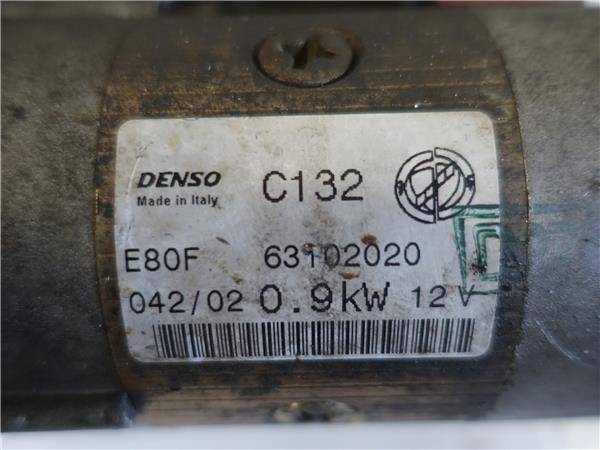 DENSO C132
Made in Italy
E80F 63102020
042/02 0.9kW 12V